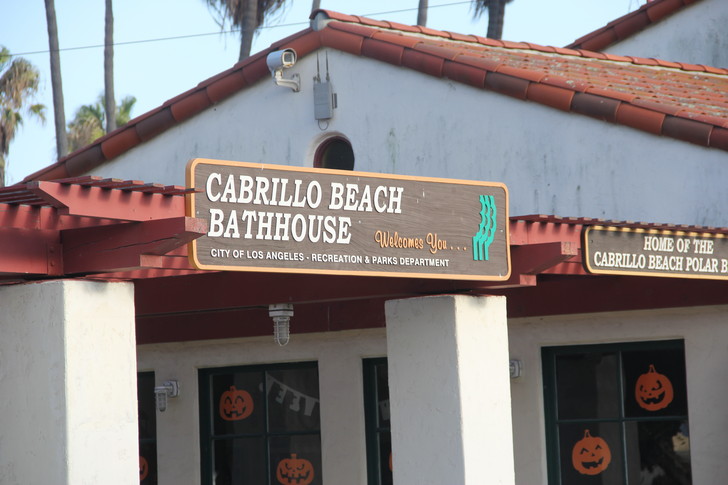 CABRILLO BEACH
BATHHOUSE
Welcomes You...
CITY OF LOS ANGELES - RECREATION & PARKS DEPARTMENT
HOME OF THE
CABRILLO BEACH POLAR B